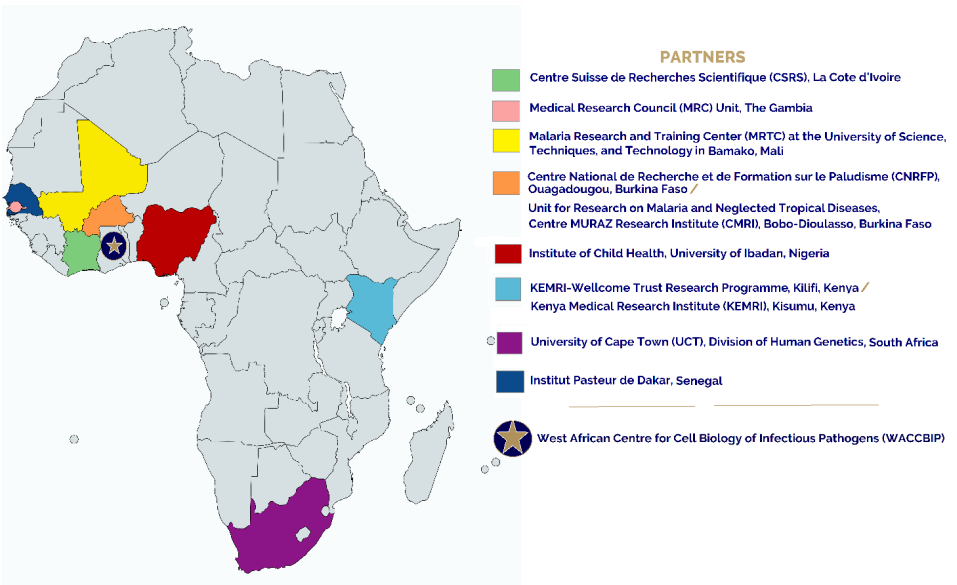 PARTNERS
Centre Suisse de Recherches Scientifique (CSRS), La Cote d'Ivoire
Medical Research Council (MRC) Unit, The Gambia
Malaria Research and Training Center (MRTC) at the University of Science,
Techniques, and Technology in Bamako, Mali
Centre National de Recherche et de Formation sur le Paludisme (CNRFP),
Ouagadougou, Burkina Faso /
Unit for Research on Malaria and Neglected Tropical Diseases,
Centre MURAZ Research Institute (CMRI), Bobo-Dioulasso, Burkina Faso
Institute of Child Health, University of Ibadan, Nigeria
KEMRI-Wellcome Trust Research Programme, Kilifi, Kenya /
Kenya Medical Research Institute (KEMRI), Kisumu, Kenya
University of Cape Town (UCT), Division of Human Genetics, South Africa
Institut Pasteur de Dakar, Senegal
West African Centre for Cell Biology of Infectious Pathogens (WACCBIP)